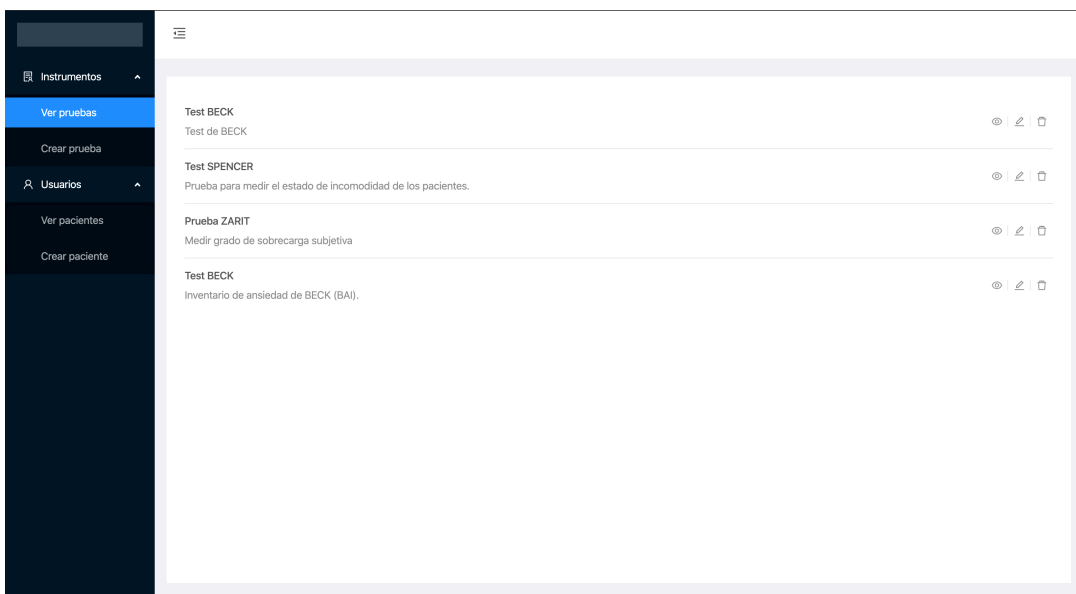 Instrumentos
Ver pruebas
Crear prueba
Usuarios
Ver pacientes
Crear paciente
Test BECK
Test de BECK
Test SPENCER
Prueba para medir el estado de incomodidad de los pacientes.
Prueba ZARIT
Medir grado de sobrecarga subjetiva
Test BECK
Inventario de ansiedad de BECK (BAI).